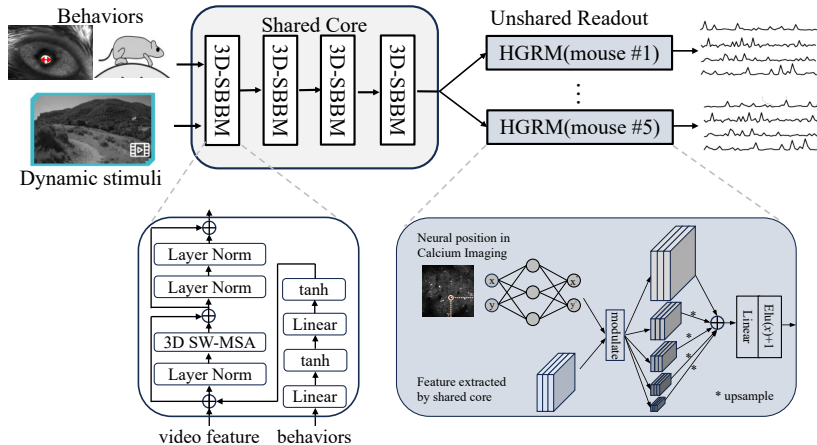 Behaviors
Shared Core
Unshared Readout
3D-SBBM
3D-SBBM
3D-SBBM
3D-SBBM
HGRM(mouse #1)
⋮
HGRM(mouse #5)
Dynamic stimuli
Layer Norm
Layer Norm
3D SW-MSA
Layer Norm
tanh
Linear
tanh
Linear
video feature
behaviors
Neural position in
Calcium Imaging
x
y
x
y
Feature extracted
by shared core
modulate
*
*
*
*
Linear
Elu(x)+1
* upsample